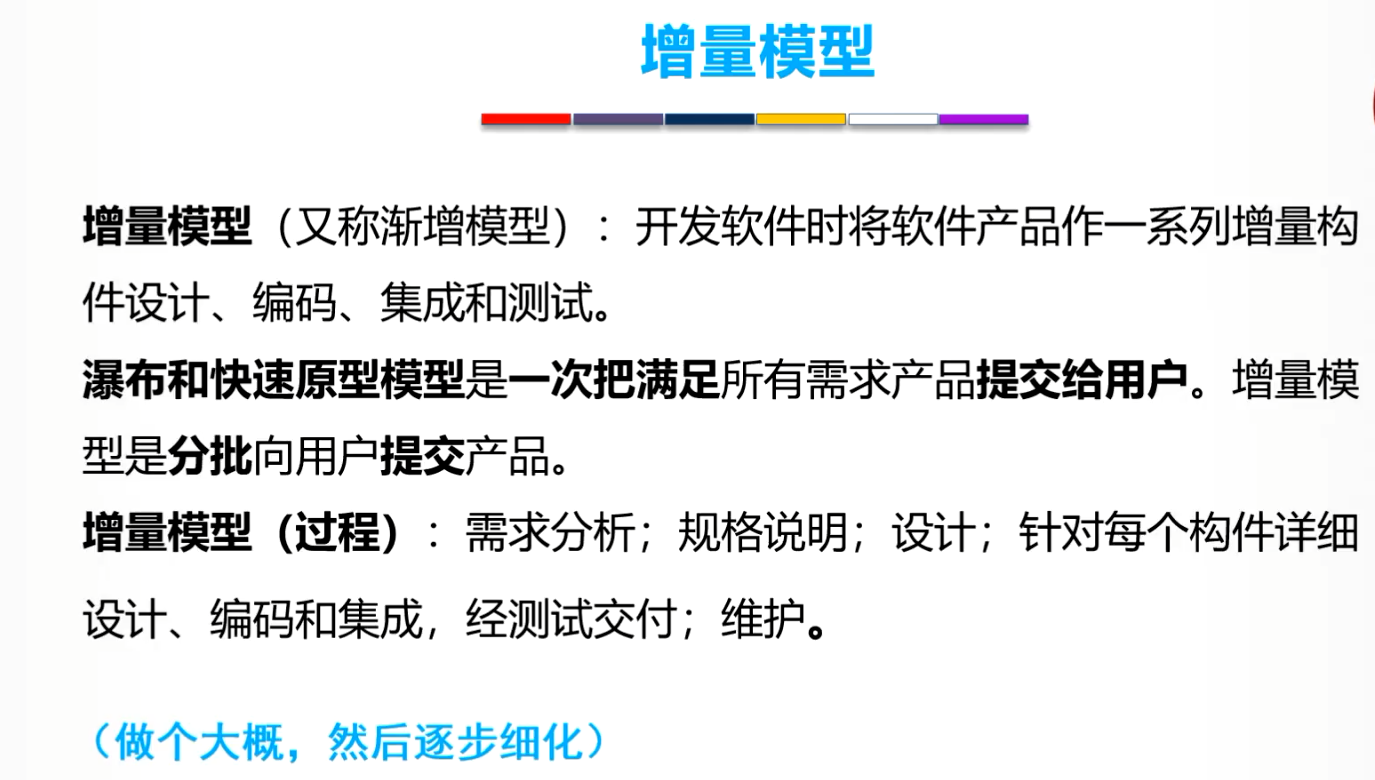 增量模型
增量模型（又称渐增模型）：开发软件时将软件产品作一系列增量构
件设计、编码、集成和测试。
瀑布和快速原型模型是一次把满足所有需求产品提交给用户。增量模
型是分批向用户提交产品。
增量模型（过程）：需求分析；规格说明；设计；针对每个构件详细
设计、编码和集成，经测试交付；维护。
（做个大概，然后逐步细化）